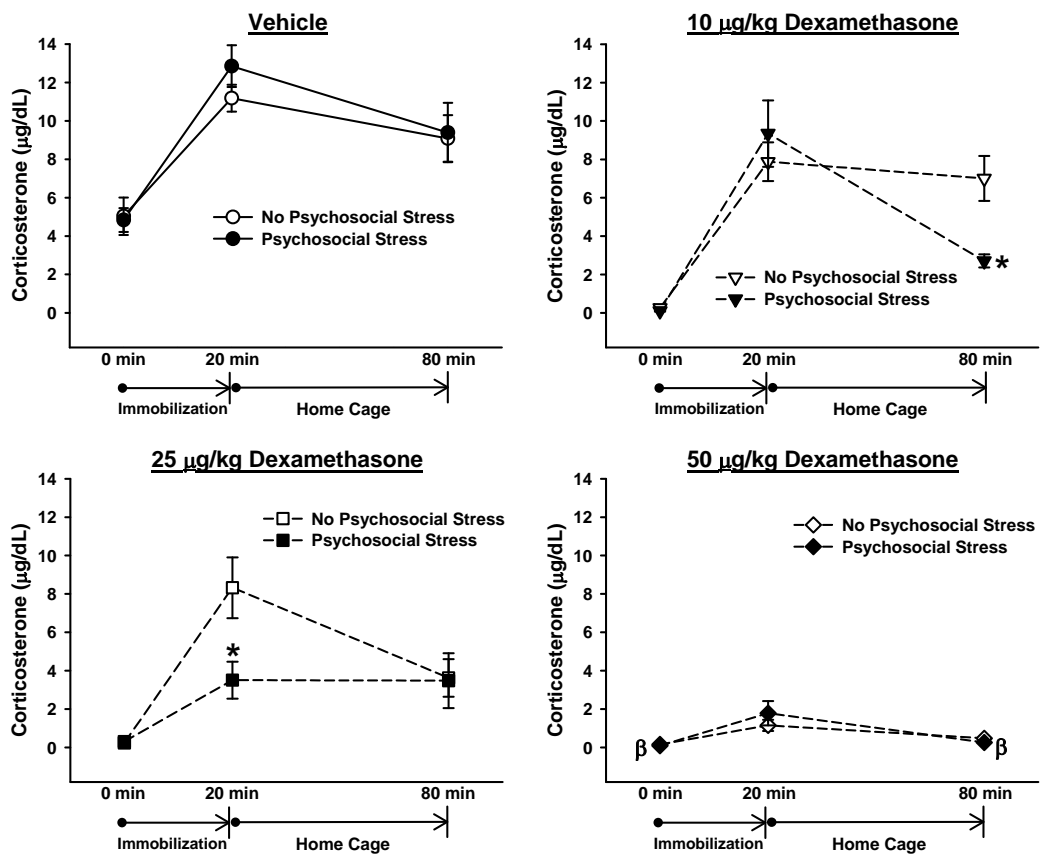 Vehicle
14
12
10
8
6
4
2
0
Corticosterone (μg/dL)
No Psychosocial Stress
Psychosocial Stress
0 min
20 min
80 min
Immobilization
Home Cage
10 μg/kg Dexamethasone
14
12
10
8
6
4
2
0
Corticosterone (μg/dL)
*
No Psychosocial Stress
Psychosocial Stress
0 min
20 min
80 min
Immobilization
Home Cage
25 μg/kg Dexamethasone
14
12
10
8
6
4
2
0
Corticosterone (μg/dL)
No Psychosocial Stress
Psychosocial Stress
*
0 min
20 min
80 min
Immobilization
Home Cage
50 μg/kg Dexamethasone
14
12
10
8
6
4
2
0
Corticosterone (μg/dL)
No Psychosocial Stress
Psychosocial Stress
β
β
0 min
20 min
80 min
Immobilization
Home Cage